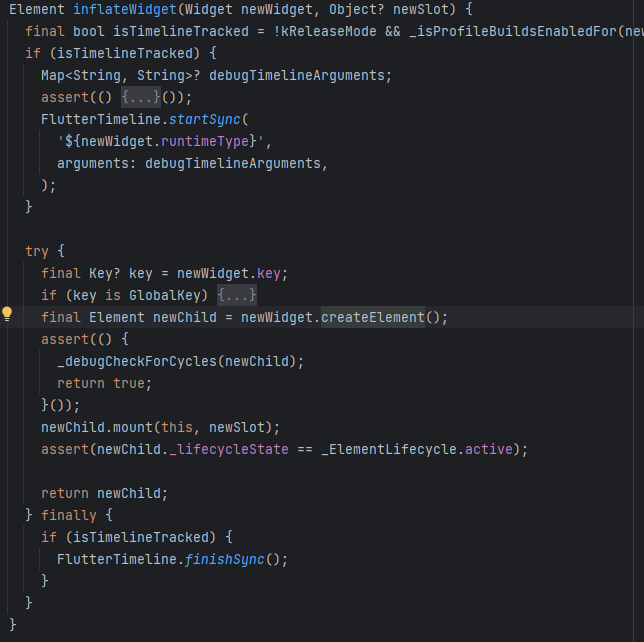 Element inflateWidget(Widget newWidget, Object? newSlot) {
  final bool isTimelineTracked = !kReleaseMode && _isProfileBuildsEnabledFor(
  if (isTimelineTracked) {
    Map<String, String>? debugTimelineArguments;
    assert(() {...}());
    FlutterTimeline.startSync(
      '${newWidget.runtimeType}',
      arguments: debugTimelineArguments,
    );
  }

  try {
    final Key? key = newWidget.key;
    if (key is GlobalKey) {...}
    final Element newChild = newWidget.createElement();
    assert(() {
      _debugCheckForCycles(newChild);
      return true;
    }());
    newChild.mount(this, newSlot);
    assert(newChild._lifecycleState == _ElementLifecycle.active);

    return newChild;
  } finally {
    if (isTimelineTracked) {
      FlutterTimeline.finishSync();
    }
  }
}